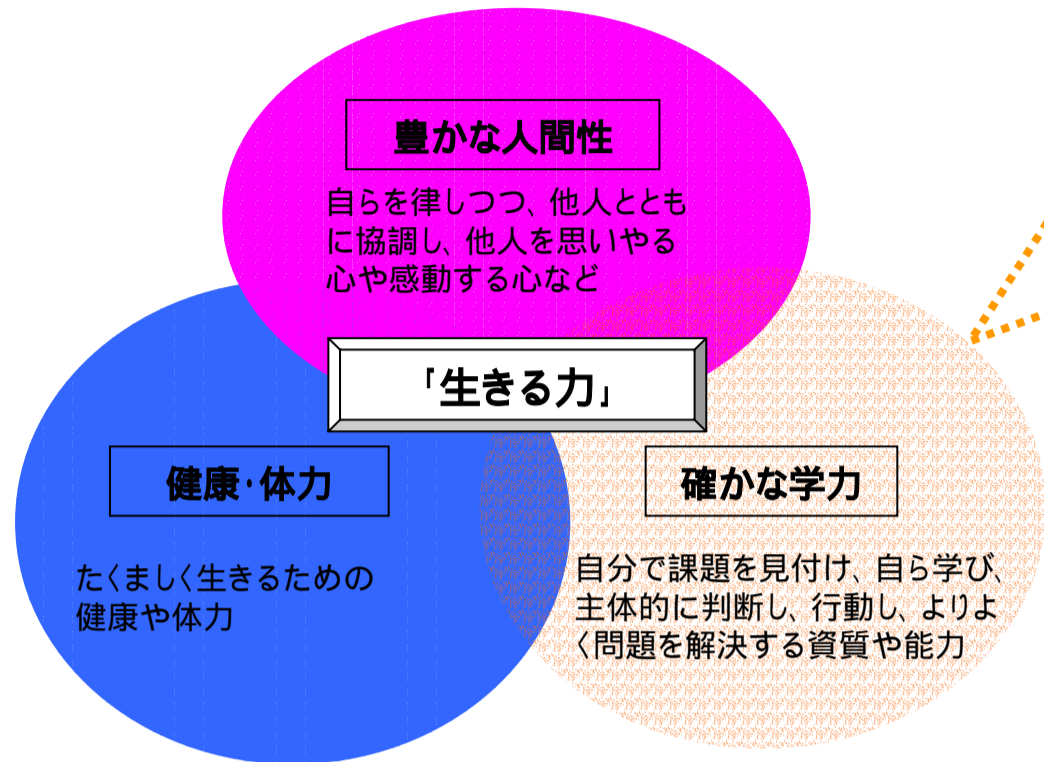 豊かな人間性
自らを律しつつ、他人ととも
に協調し、他人を思いやる
心や感動する心など
「生きる力」
健康・体力
たくましく生きるための
健康や体力
確かな学力
自分で課題を見付け、自ら学び、
主体的に判断し、行動し、よりよ
く問題を解決する資質や能力